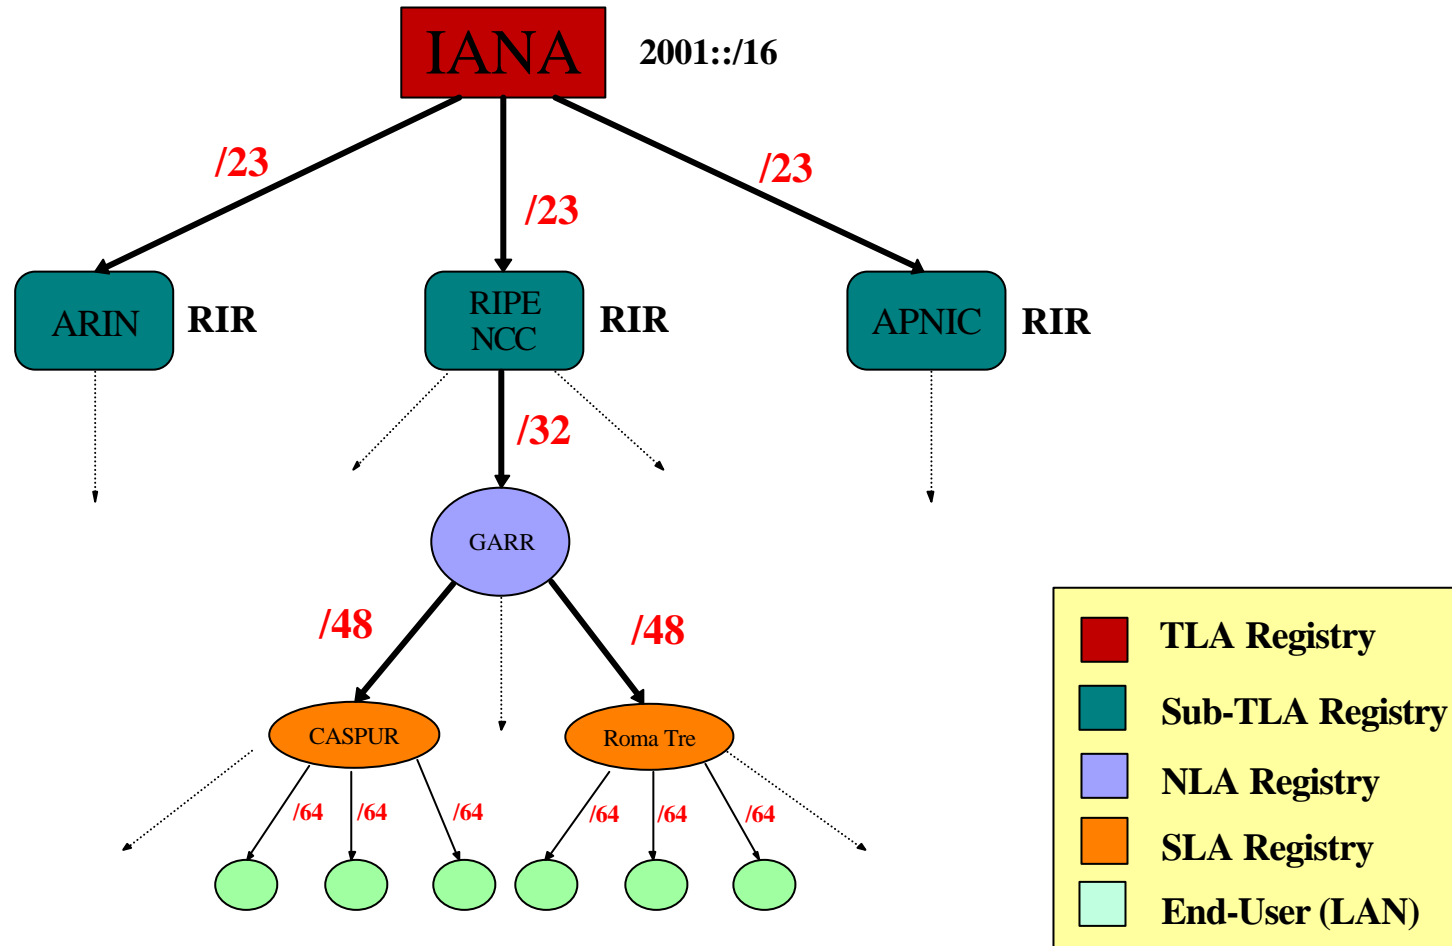 IANA
2001::/16
/23
/23
/23
ARIN
RIR
RIPE
NCC
RIR
APNIC
RIR
/32
GARR
/48
/48
CASPUR
Roma Tre
/64
/64
/64
/64
/64
/64
TLA Registry
Sub-TLA Registry
NLA Registry
SLA Registry
End-User (LAN)